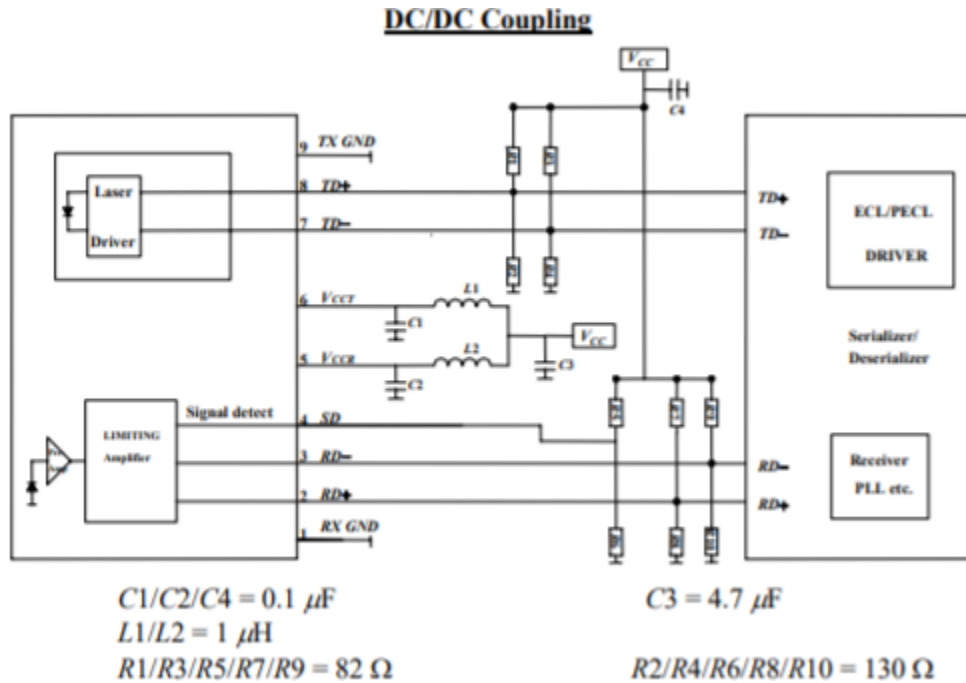 DC/DC Coupling
VCC
C4
9 TX GND
8 TD+
7 TD−
Laser
Driver
TD+
TD−
ECL/PECL
DRIVER
6 VCCT
L1
C1
VCC
5 VCCR
L2
C2
C3
Serializer/
Deserializer
Signal detect
4 SD
LIMITING
Amplifier
3 RD−
2 RD+
1 RX GND
RD−
RD+
Receiver
PLL etc.
C1/C2/C4 = 0.1 μF
C3 = 4.7 μF
L1/L2 = 1 μH
R1/R3/R5/R7/R9 = 82 Ω
R2/R4/R6/R8/R10 = 130 Ω